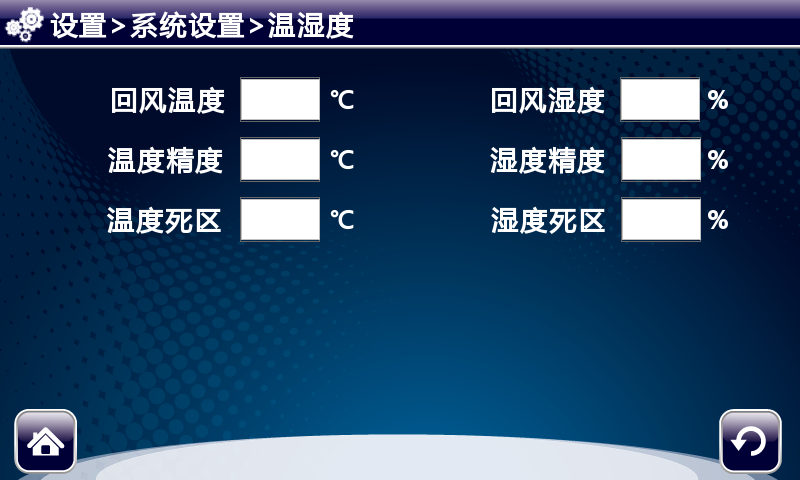 设置>系统设置>温湿度
回风温度 ℃ 回风湿度 %
温度精度 ℃ 湿度精度 %
温度死区 ℃ 湿度死区 %